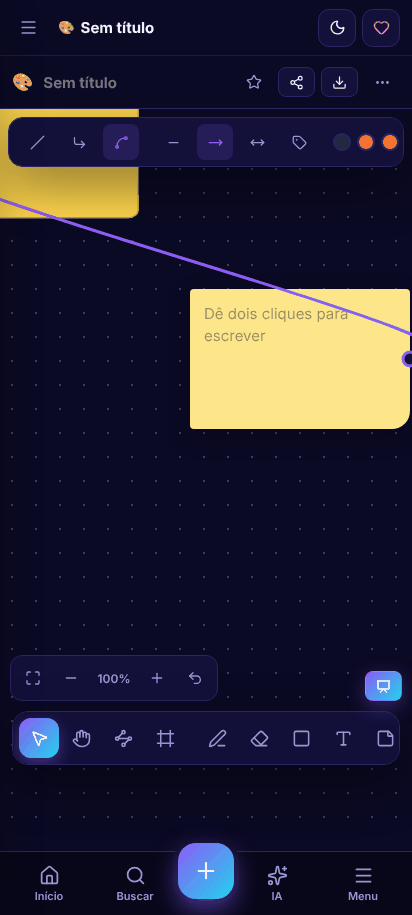 Sem título
Sem título
Dê dois cliques para
escrever
100%
Início
Buscar
IA
Menu